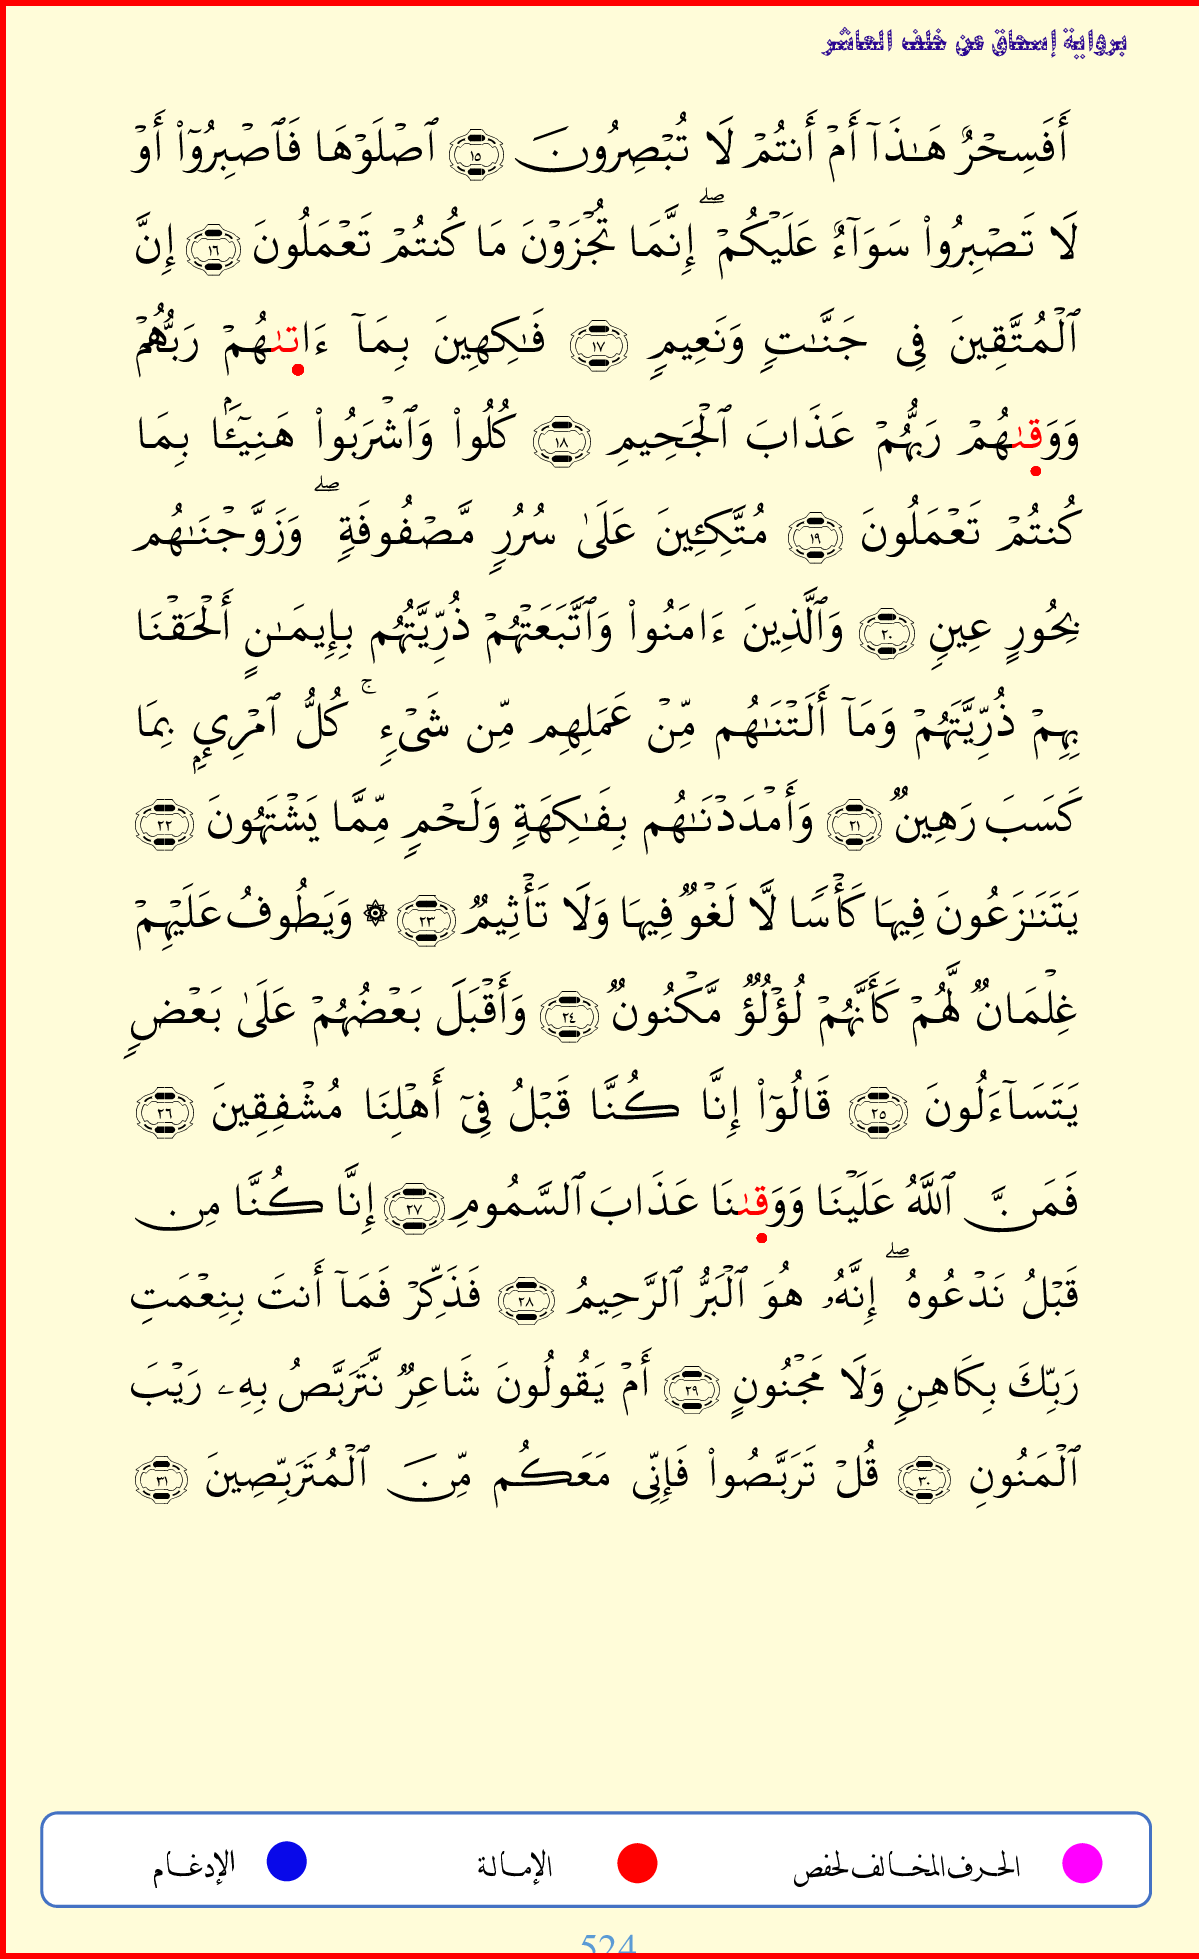 برواية إسحاق عن خلف العاشر
أَفَسِحْرٌ هَـٰذَآ أَمْ أَنتُمْ لَا تُبْصِرُونَ ١٥ ٱصْلَوْهَا فَٱصْبِرُوٓا۟ أَوْ
لَا تَصْبِرُوا۟ سَوَآءٌ عَلَيْكُمْ ۖ إِنَّمَا تُجْزَوْنَ مَا كُنتُمْ تَعْمَلُونَ ١٦ إِنَّ
ٱلْمُتَّقِينَ فِى جَنَّـٰتٍ وَنَعِيمٍ ١٧ فَـٰكِهِينَ بِمَآ ءَاتىٰهُمْ رَبُّهُمْ
وَوَقىٰهُمْ رَبُّهُمْ عَذَابَ ٱلْجَحِيمِ ١٨ كُلُوا۟ وَٱشْرَبُوا۟ هَنِيٓـَٔۢا بِمَا
كُنتُمْ تَعْمَلُونَ ١٩ مُتَّكِـِٔينَ عَلَىٰ سُرُرٍ مَّصْفُوفَةٍ ۖ وَزَوَّجْنَـٰهُم
بِحُورٍ عِينٍ ٢٠ وَٱلَّذِينَ ءَامَنُوا۟ وَٱتَّبَعَتْهُمْ ذُرِّيَّتُهُم بِإِيمَـٰنٍ أَلْحَقْنَا
بِهِمْ ذُرِّيَّتَهُمْ وَمَآ أَلَتْنَـٰهُم مِّنْ عَمَلِهِم مِّن شَىْءٍ ۚ كُلُّ ٱمْرِئٍۭ بِمَا
كَسَبَ رَهِينٌ ٢١ وَأَمْدَدْنَـٰهُم بِفَـٰكِهَةٍ وَلَحْمٍ مِّمَّا يَشْتَهُونَ ٢٢
يَتَنَـٰزَعُونَ فِيهَا كَأْسًا لَّا لَغْوٌ فِيهَا وَلَا تَأْثِيمٌ ٢٣ ۞ وَيَطُوفُ عَلَيْهِمْ
غِلْمَانٌ لَّهُمْ كَأَنَّهُمْ لُؤْلُؤٌ مَّكْنُونٌ ٢٤ وَأَقْبَلَ بَعْضُهُمْ عَلَىٰ بَعْضٍ
يَتَسَآءَلُونَ ٢٥ قَالُوٓا۟ إِنَّا كُنَّا قَبْلُ فِىٓ أَهْلِنَا مُشْفِقِينَ ٢٦
فَمَنَّ ٱللَّهُ عَلَيْنَا وَوَقىٰنَا عَذَابَ ٱلسَّمُومِ ٢٧ إِنَّا كُنَّا مِن
قَبْلُ نَدْعُوهُ ۖ إِنَّهُۥ هُوَ ٱلْبَرُّ ٱلرَّحِيمُ ٢٨ فَذَكِّرْ فَمَآ أَنتَ بِنِعْمَتِ
رَبِّكَ بِكَاهِنٍ وَلَا مَجْنُونٍ ٢٩ أَمْ يَقُولُونَ شَاعِرٌ نَّتَرَبَّصُ بِهِۦ رَيْبَ
ٱلْمَنُونِ ٣٠ قُلْ تَرَبَّصُوا۟ فَإِنِّى مَعَكُم مِّنَ ٱلْمُتَرَبِّصِينَ ٣١
الحرف المخالف لحفص الإمالة الإدغام
524